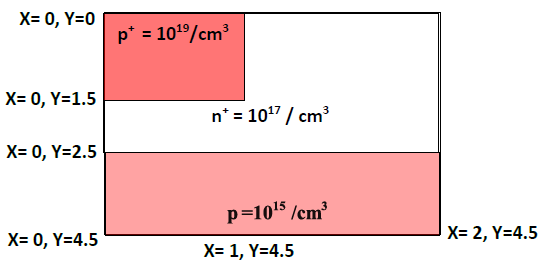 X= 0, Y=0
p⁺ = 10¹⁹/cm³
X= 0, Y=1.5
n⁺ = 10¹⁷ / cm³
X= 0, Y=2.5
p =10¹⁵ /cm³
X= 0, Y=4.5
X= 1, Y=4.5
X= 2, Y=4.5